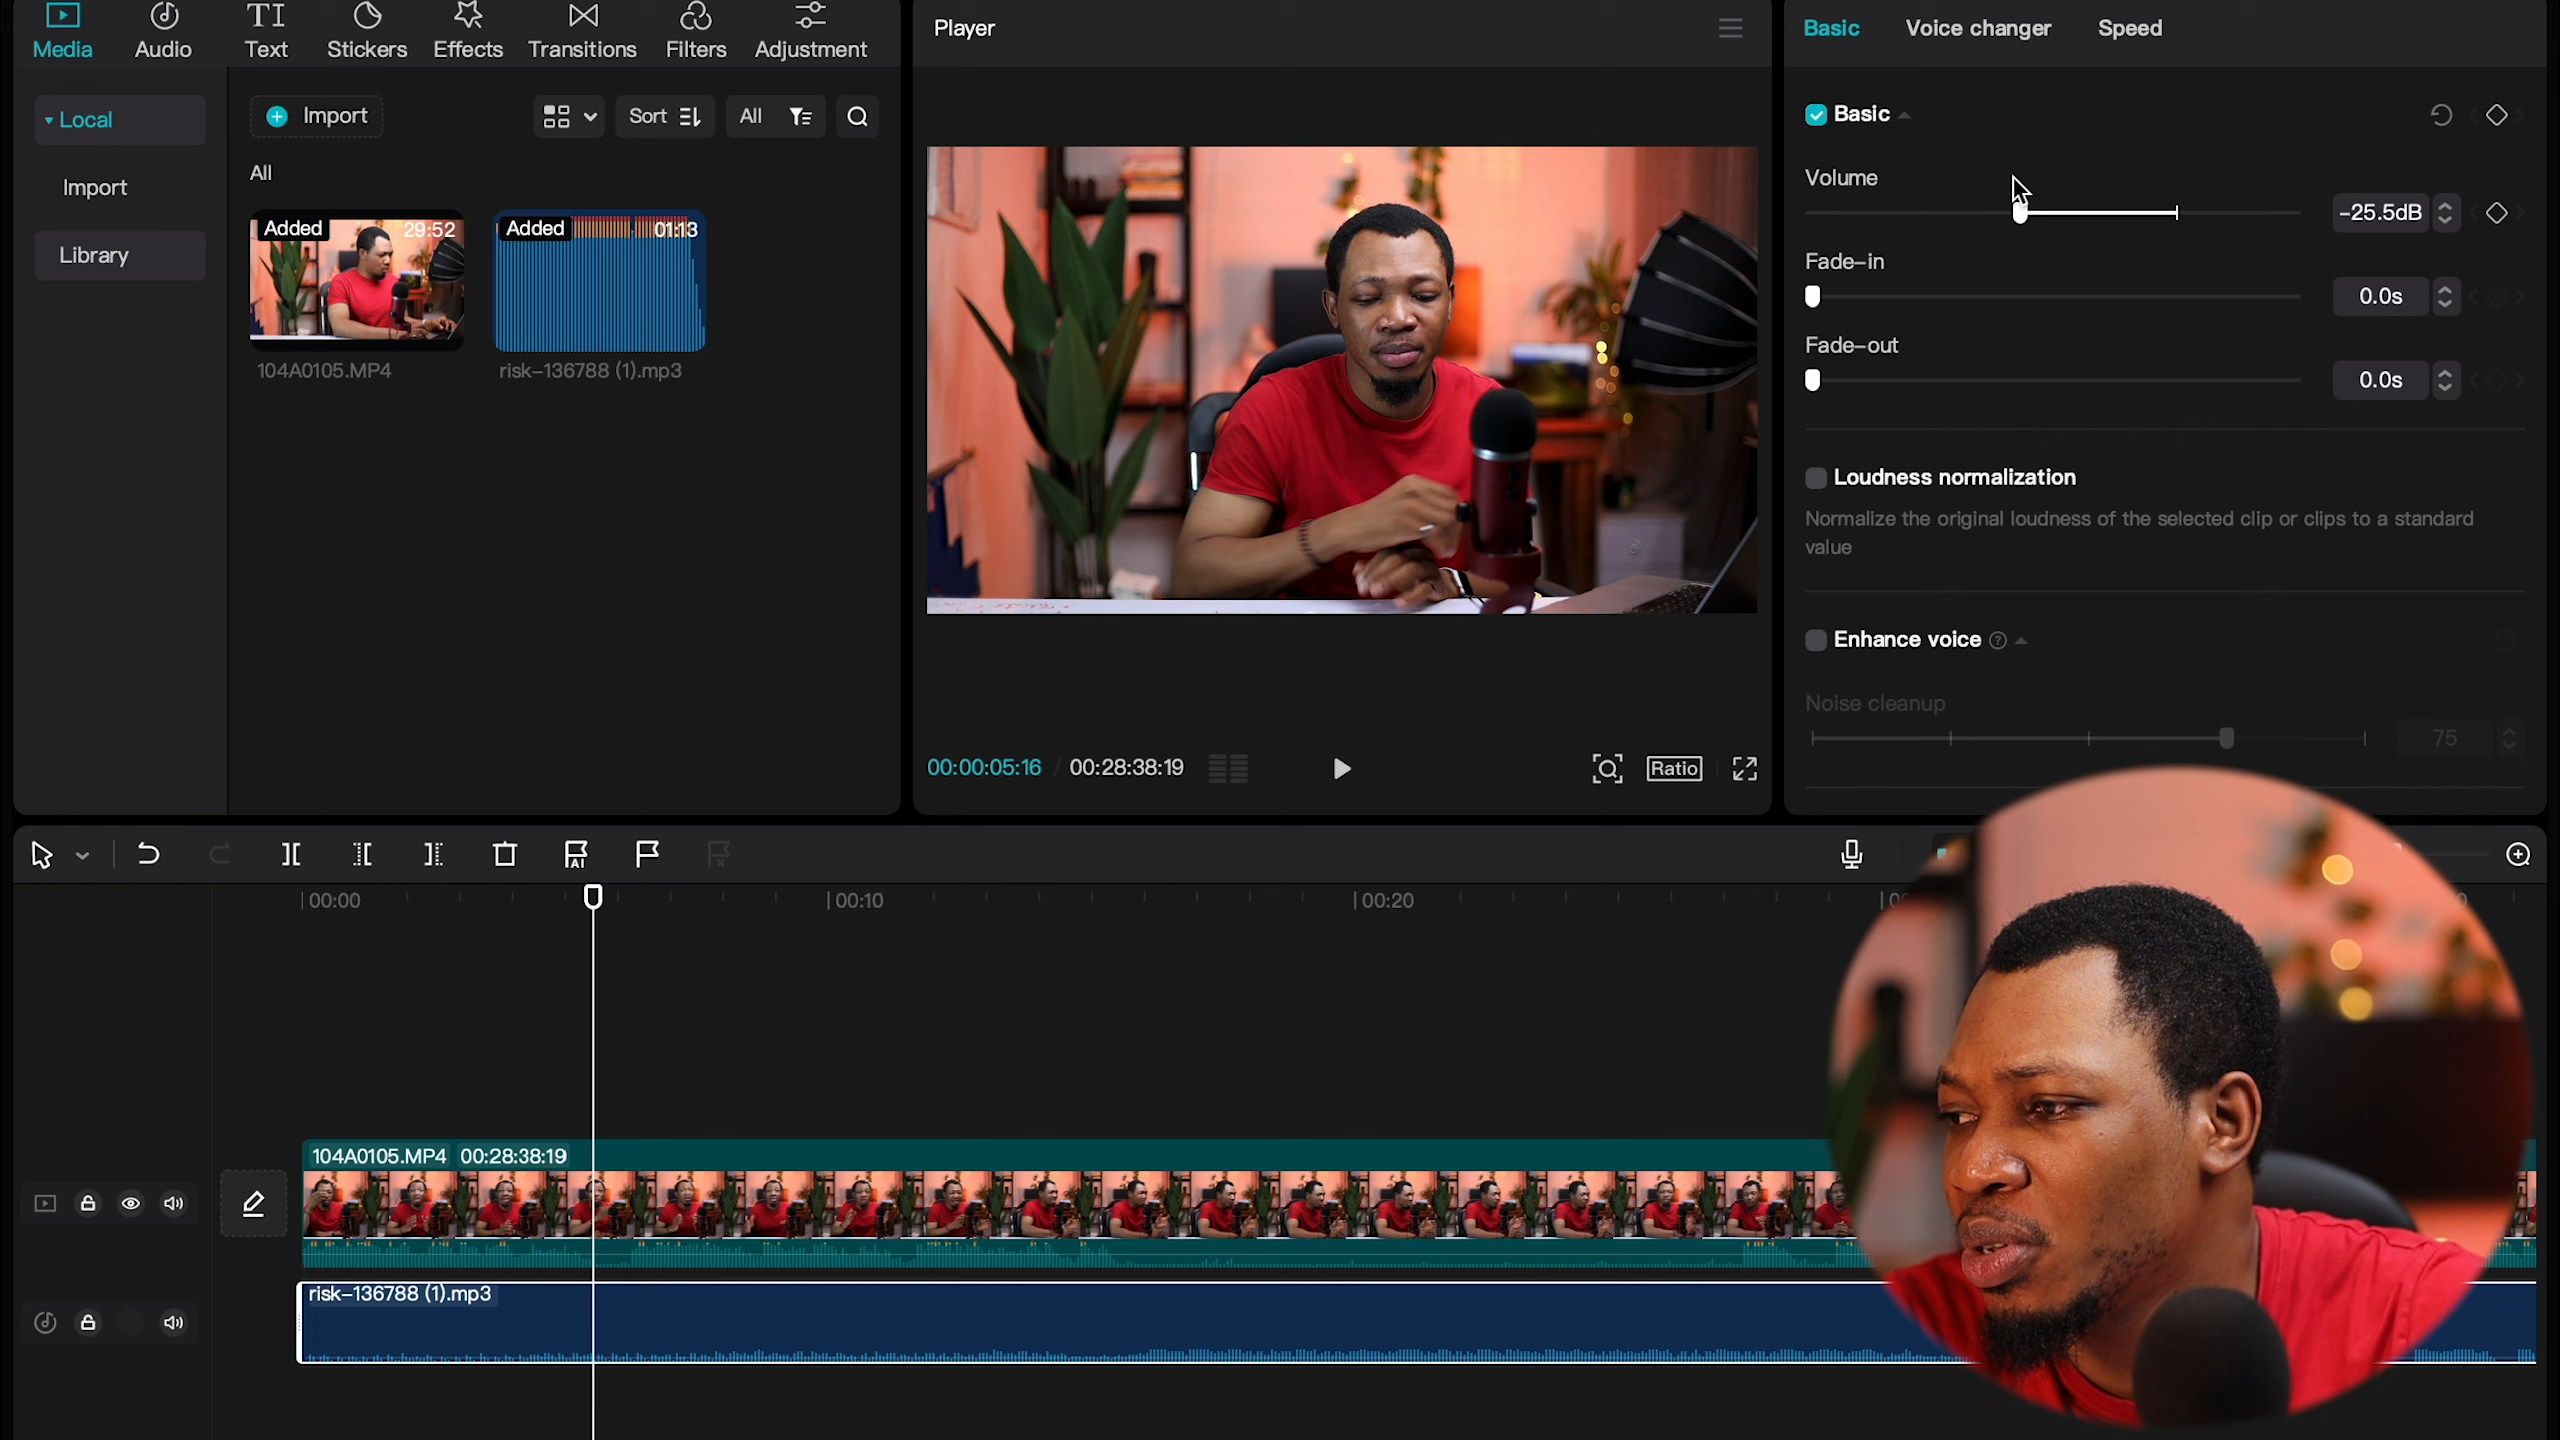 Media
Audio
TI
Text
Stickers
Effects
Transitions
Filters
Adjustment
Local
Import
Library
Import
Sort
All
All
Added
29:52
104A0105.MP4
Added
01:13
risk-136788 (1).mp3
Player
00:00:05:16 / 00:28:38:19
Ratio
Basic
Voice changer
Speed
Basic
Volume
-25.5dB
Fade-in
0.0s
Fade-out
0.0s
Loudness normalization
Normalize the original loudness of the selected clip or clips to a standard
value
Enhance voice
Noise cleanup
75
AI
00:00
00:10
00:20
104A0105.MP4 00:28:38:19
risk-136788 (1).mp3